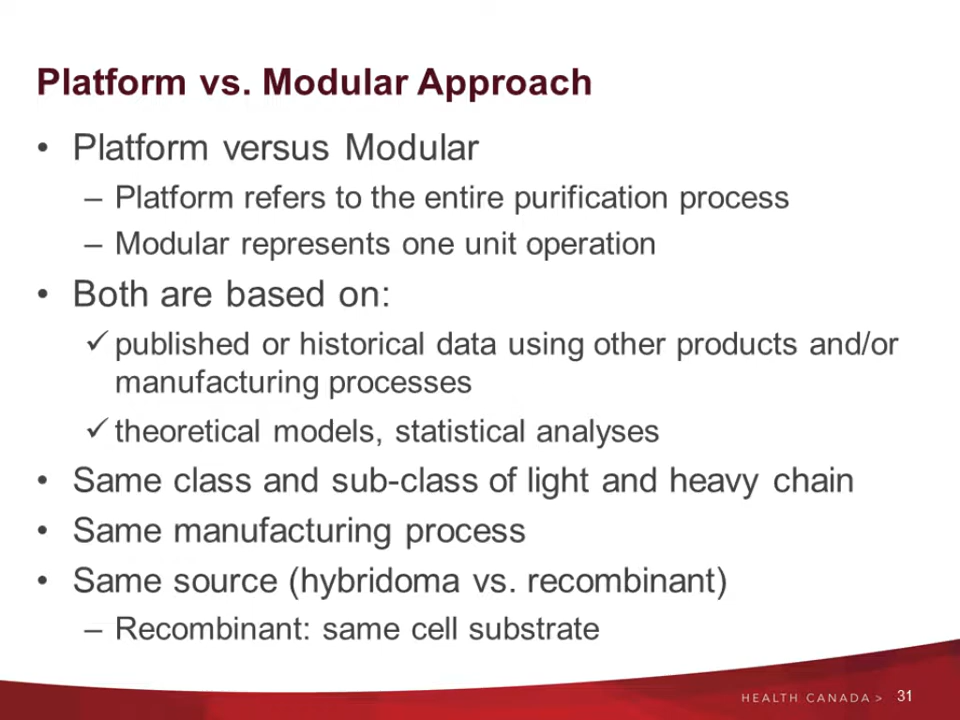 Platform vs. Modular Approach
• Platform versus Modular
– Platform refers to the entire purification process
– Modular represents one unit operation
• Both are based on:
✓ published or historical data using other products and/or
manufacturing processes
✓ theoretical models, statistical analyses
• Same class and sub-class of light and heavy chain
• Same manufacturing process
• Same source (hybridoma vs. recombinant)
– Recombinant: same cell substrate
HEALTH CANADA > 31